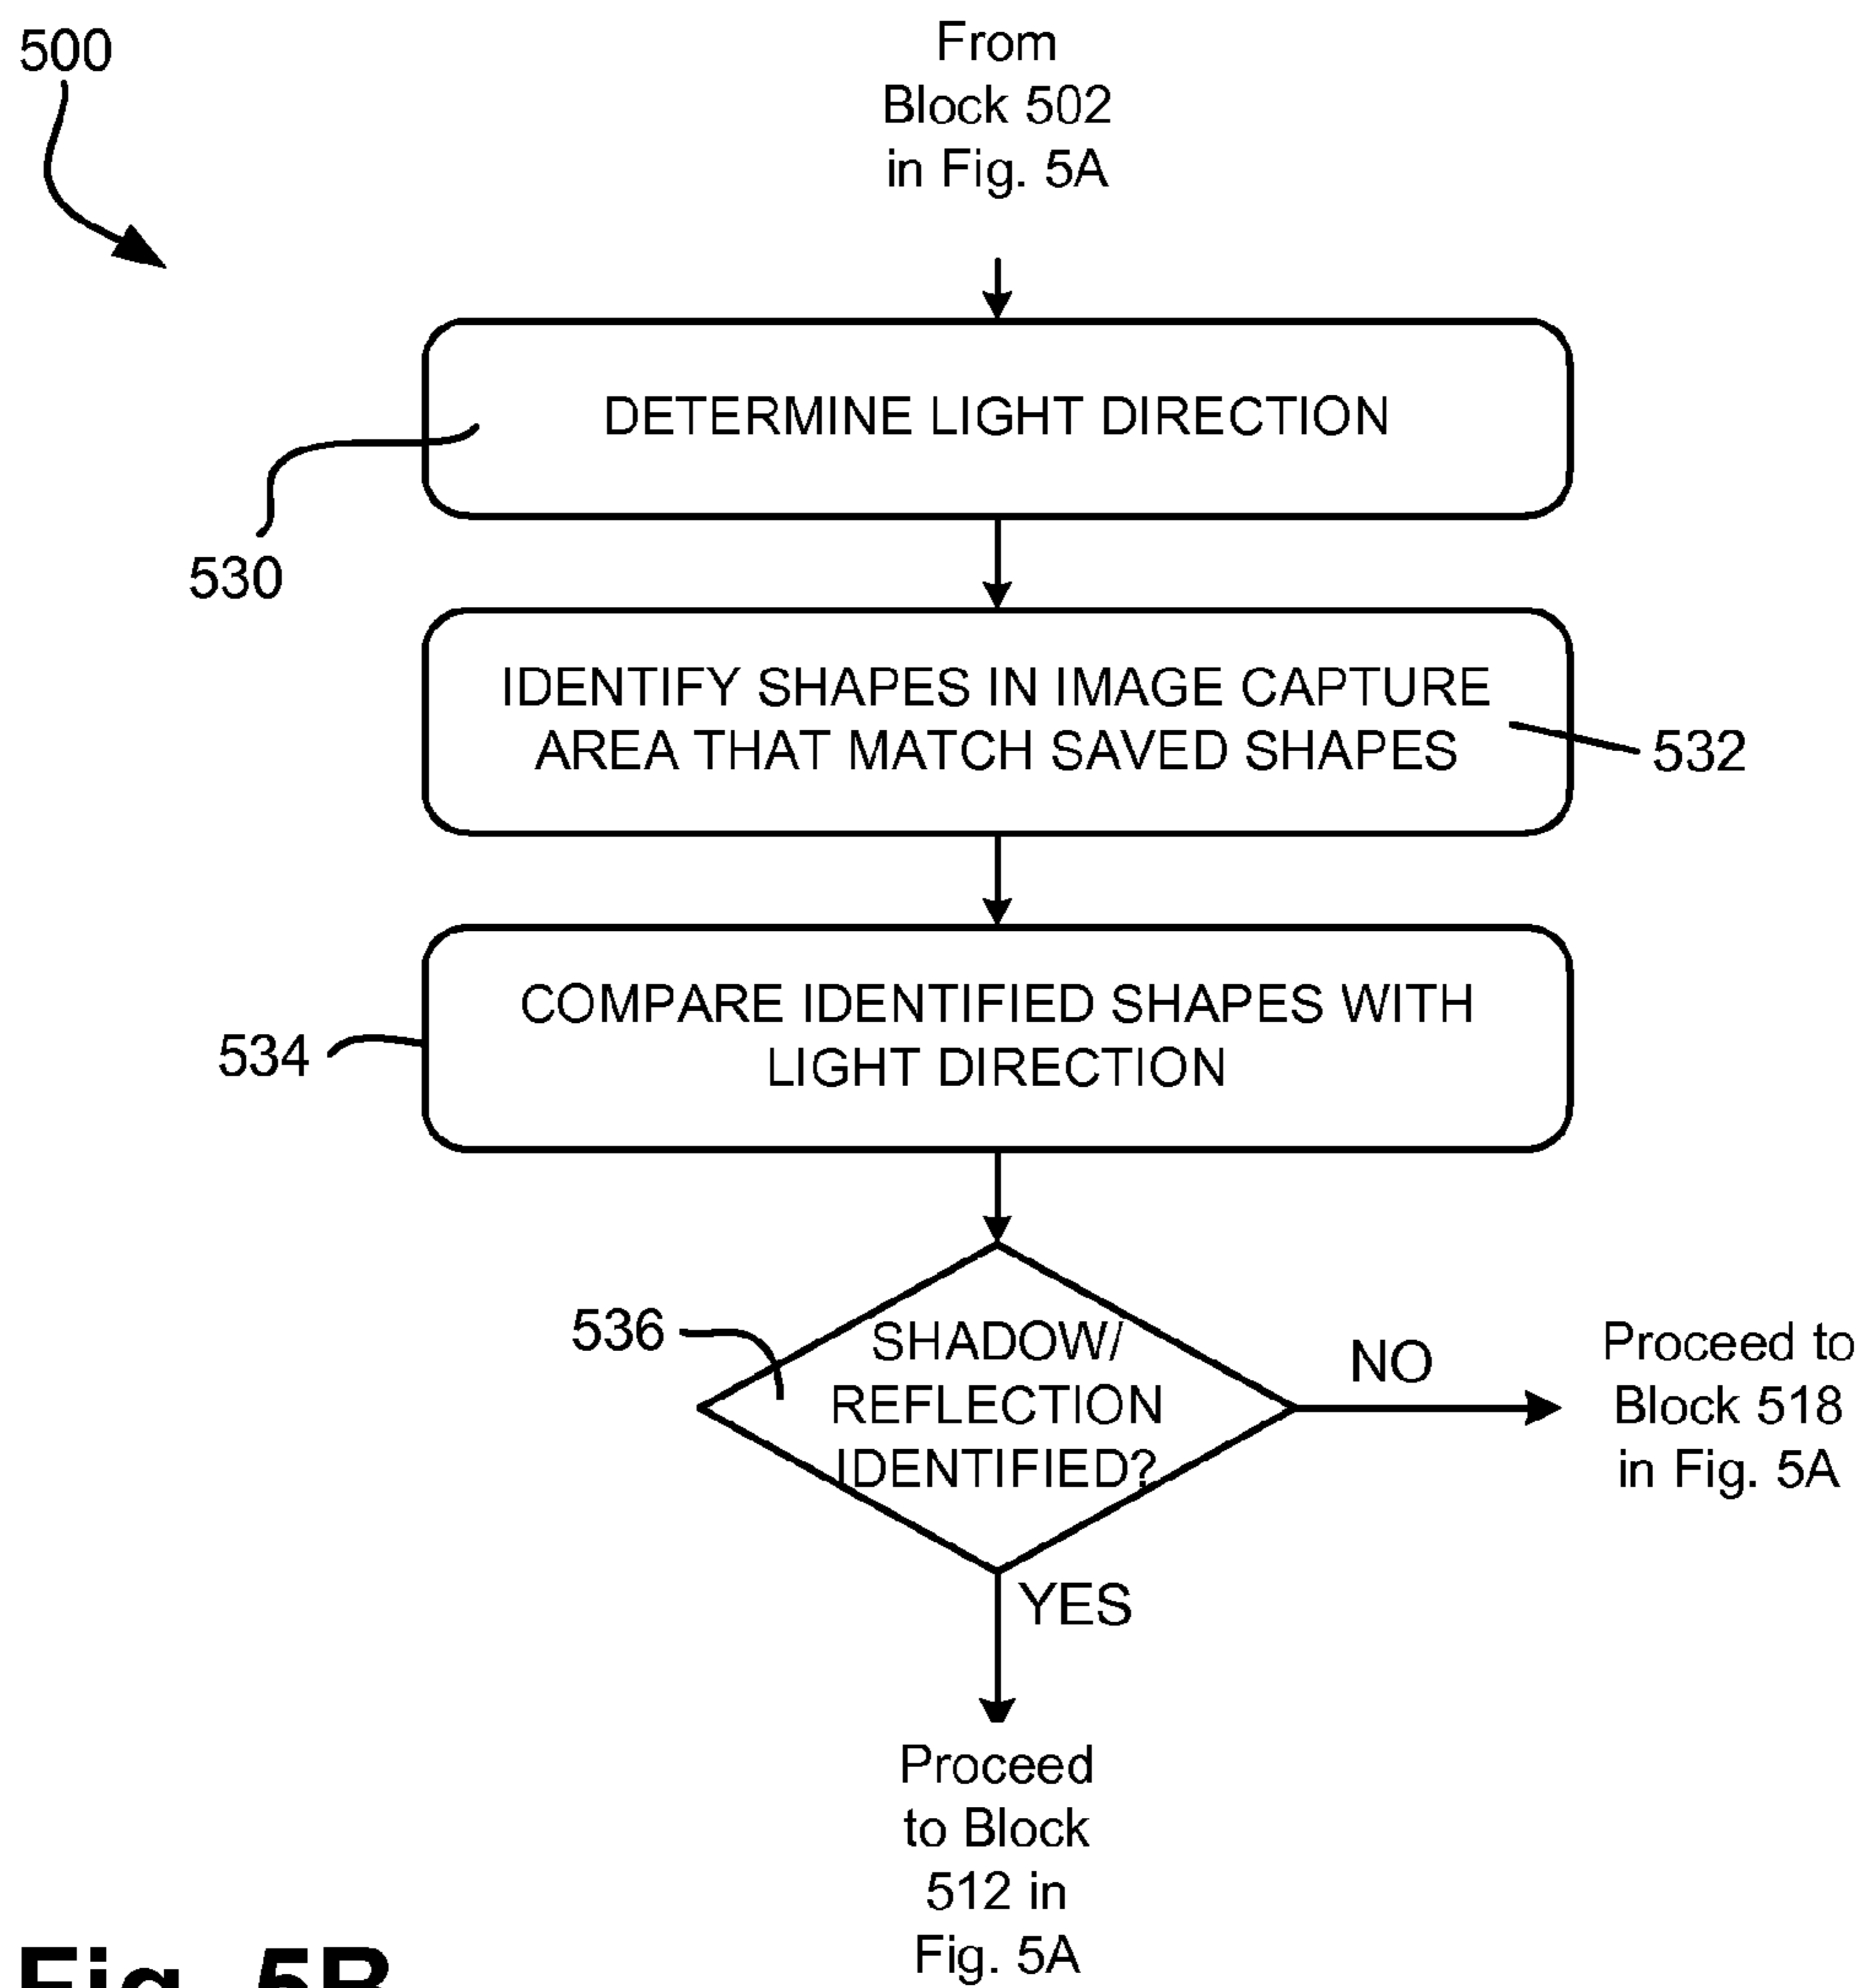 500
From
Block 502
in Fig. 5A
DETERMINE LIGHT DIRECTION
530
IDENTIFY SHAPES IN IMAGE CAPTURE
AREA THAT MATCH SAVED SHAPES
532
COMPARE IDENTIFIED SHAPES WITH
LIGHT DIRECTION
534
536
SHADOW/
REFLECTION
IDENTIFIED?
NO
Proceed to
Block 518
in Fig. 5A
YES
Proceed
to Block
512 in
Fig. 5A
Fig. 5B